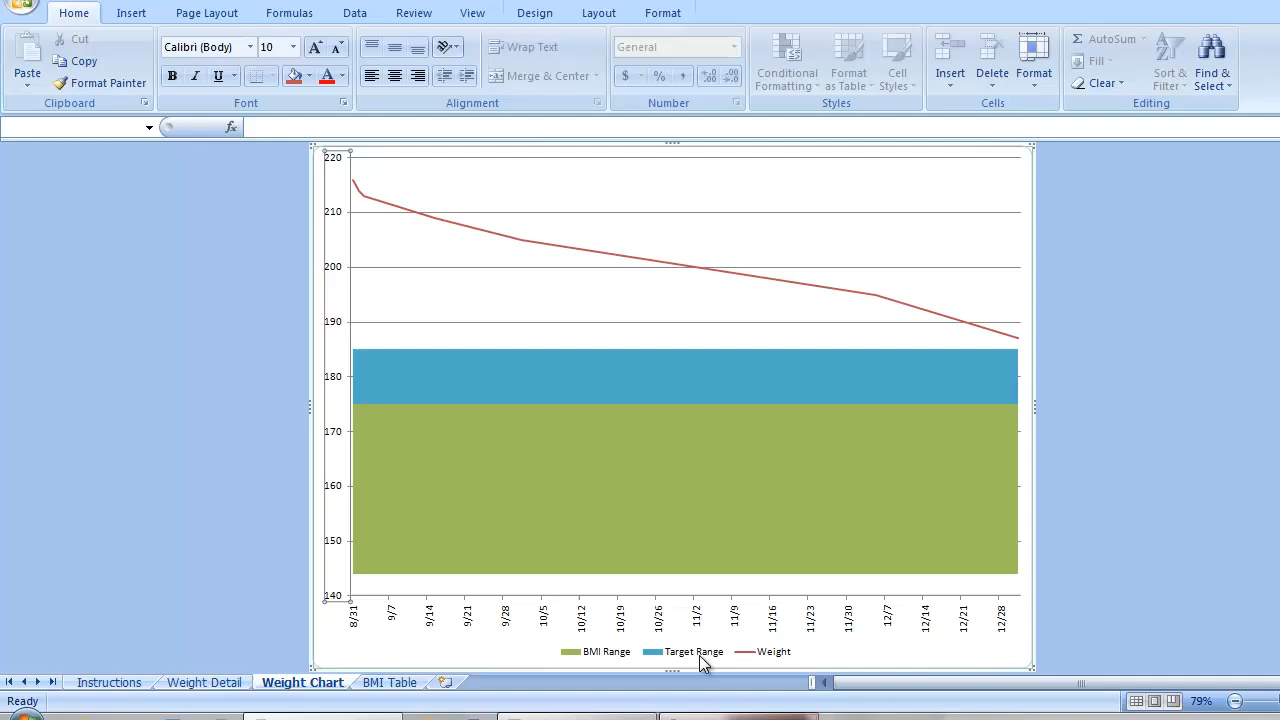 Home Insert Page Layout Formulas Data Review View Design Layout Format
Paste
Cut
Copy
Format Painter
Clipboard
Calibri (Body) 10 A A
B I U A
Font
Wrap Text
Merge & Center
Alignment
General
$ % ,
Number
Conditional Formatting
Format as Table
Cell Styles
Styles
Insert Delete Format
Cells
Σ AutoSum
Fill
Clear
Sort & Filter
Find & Select
Editing
fx
220
210
200
190
180
170
160
150
140
8/31 9/7 9/14 9/21 9/28 10/5 10/12 10/19 10/26 11/2 11/9 11/16 11/23 11/30 12/7 12/14 12/21 12/28
BMI Range Target Range Weight
Instructions Weight Detail Weight Chart BMI Table
Ready 79%